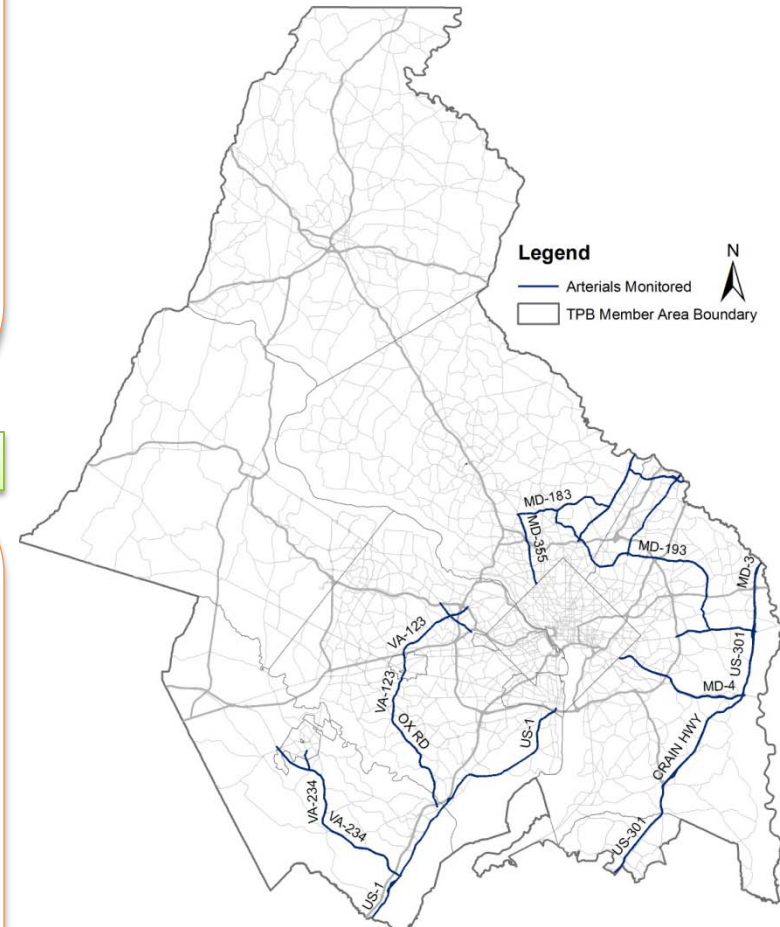 Legend
N
Arterials Monitored
TPB Member Area Boundary
MD-183
MD-355
MD-193
MD-3
US-301
MD-4
VA-123
VA-123
OX RD
US-1
CRAIN HWY
VA-234
VA-234
US-301
US-1